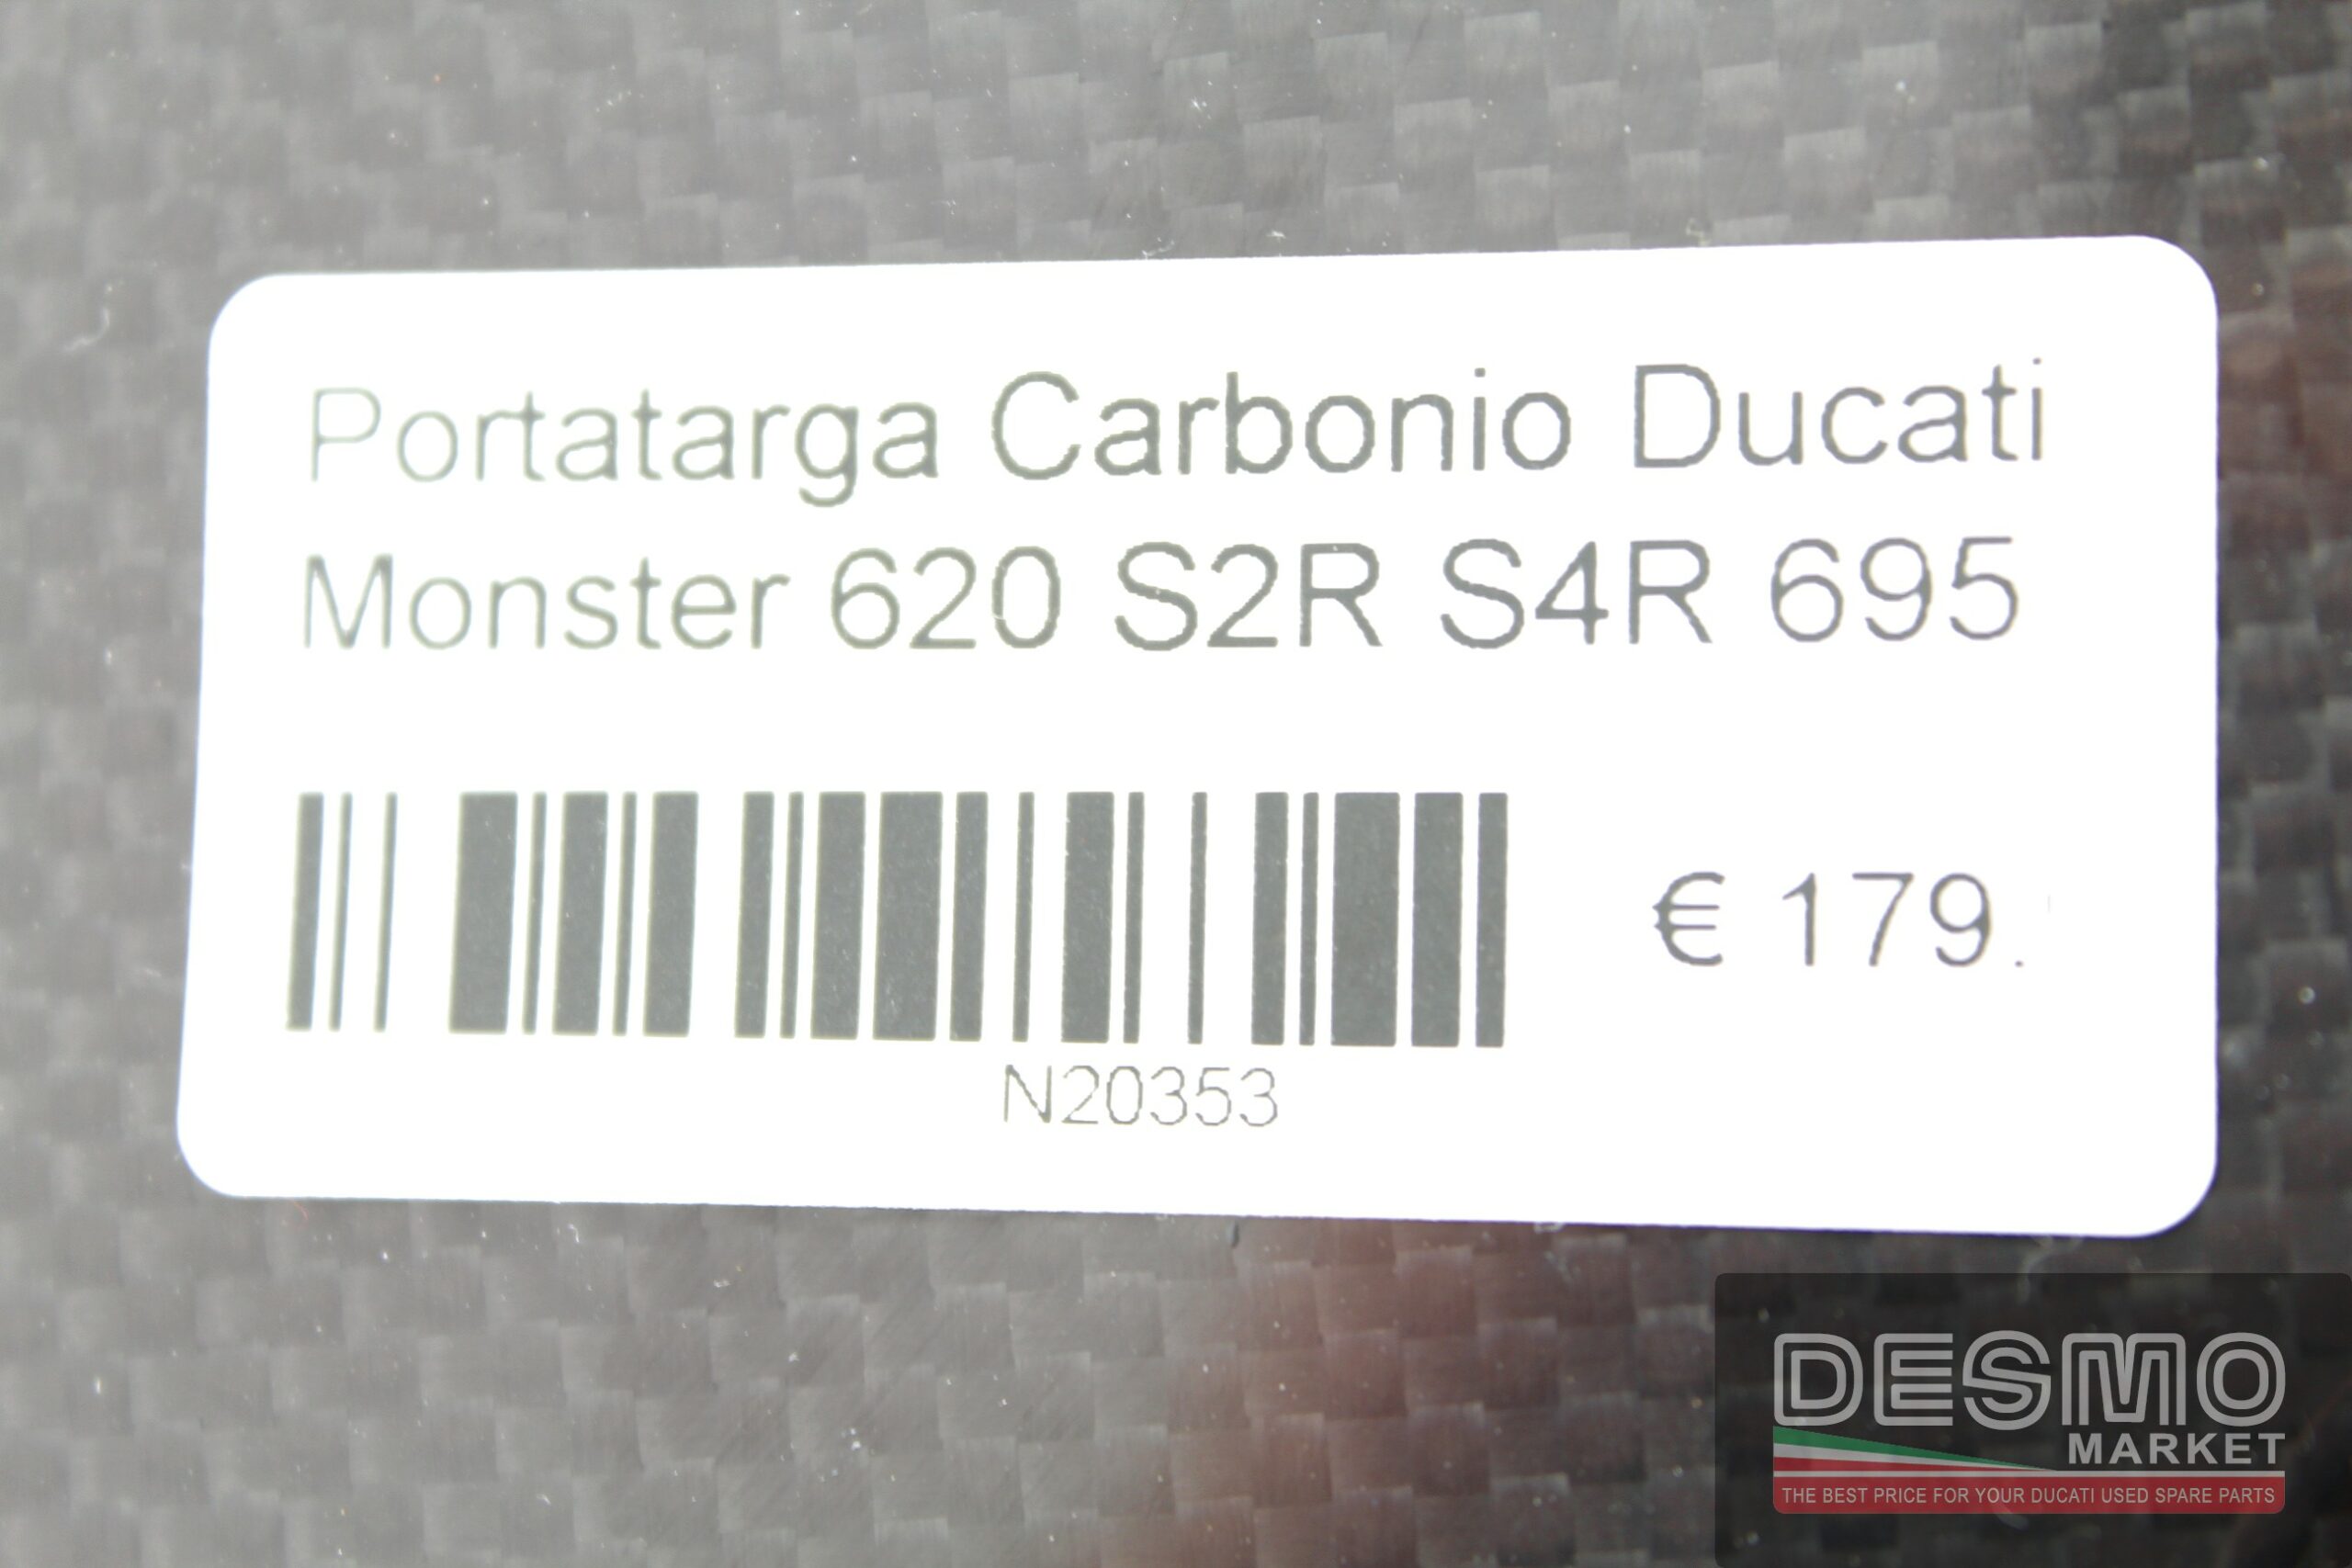 Portatarga Carbonio Ducati
Monster 620 S2R S4R 695
€ 179.
N20353
DESMO
MARKET
THE BEST PRICE FOR YOUR DUCATI USED SPARE PARTS